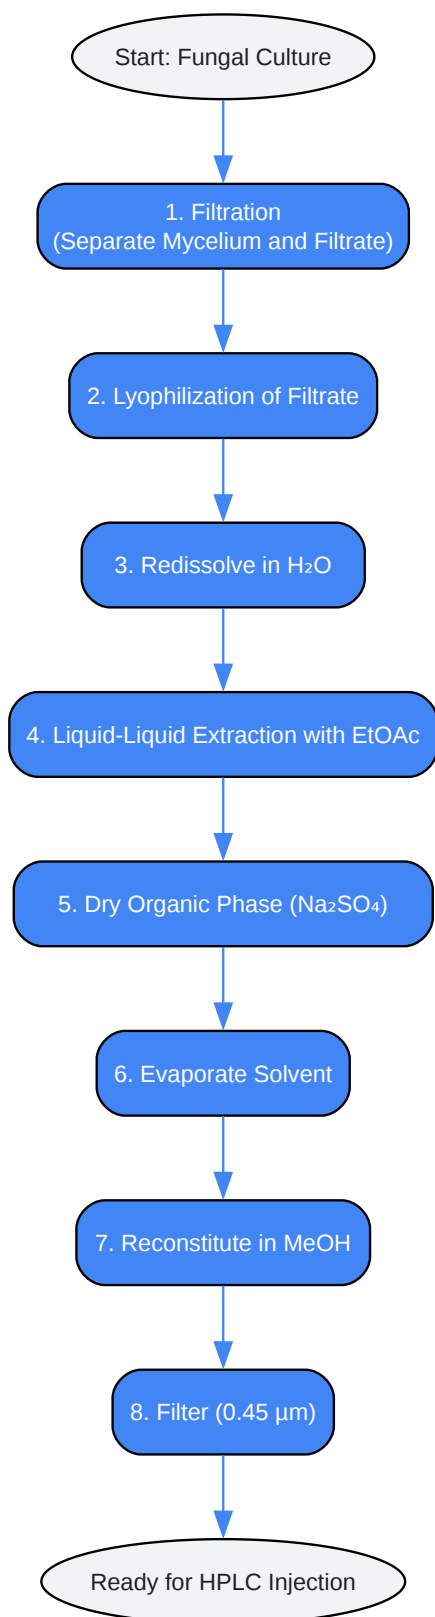 Start: Fungal Culture
1. Filtration
(Separate Mycelium and Filtrate)
2. Lyophilization of Filtrate
3. Redissolve in H₂O
4. Liquid-Liquid Extraction with EtOAc
5. Dry Organic Phase (Na₂SO₄)
6. Evaporate Solvent
7. Reconstitute in MeOH
8. Filter (0.45 µm)
Ready for HPLC Injection